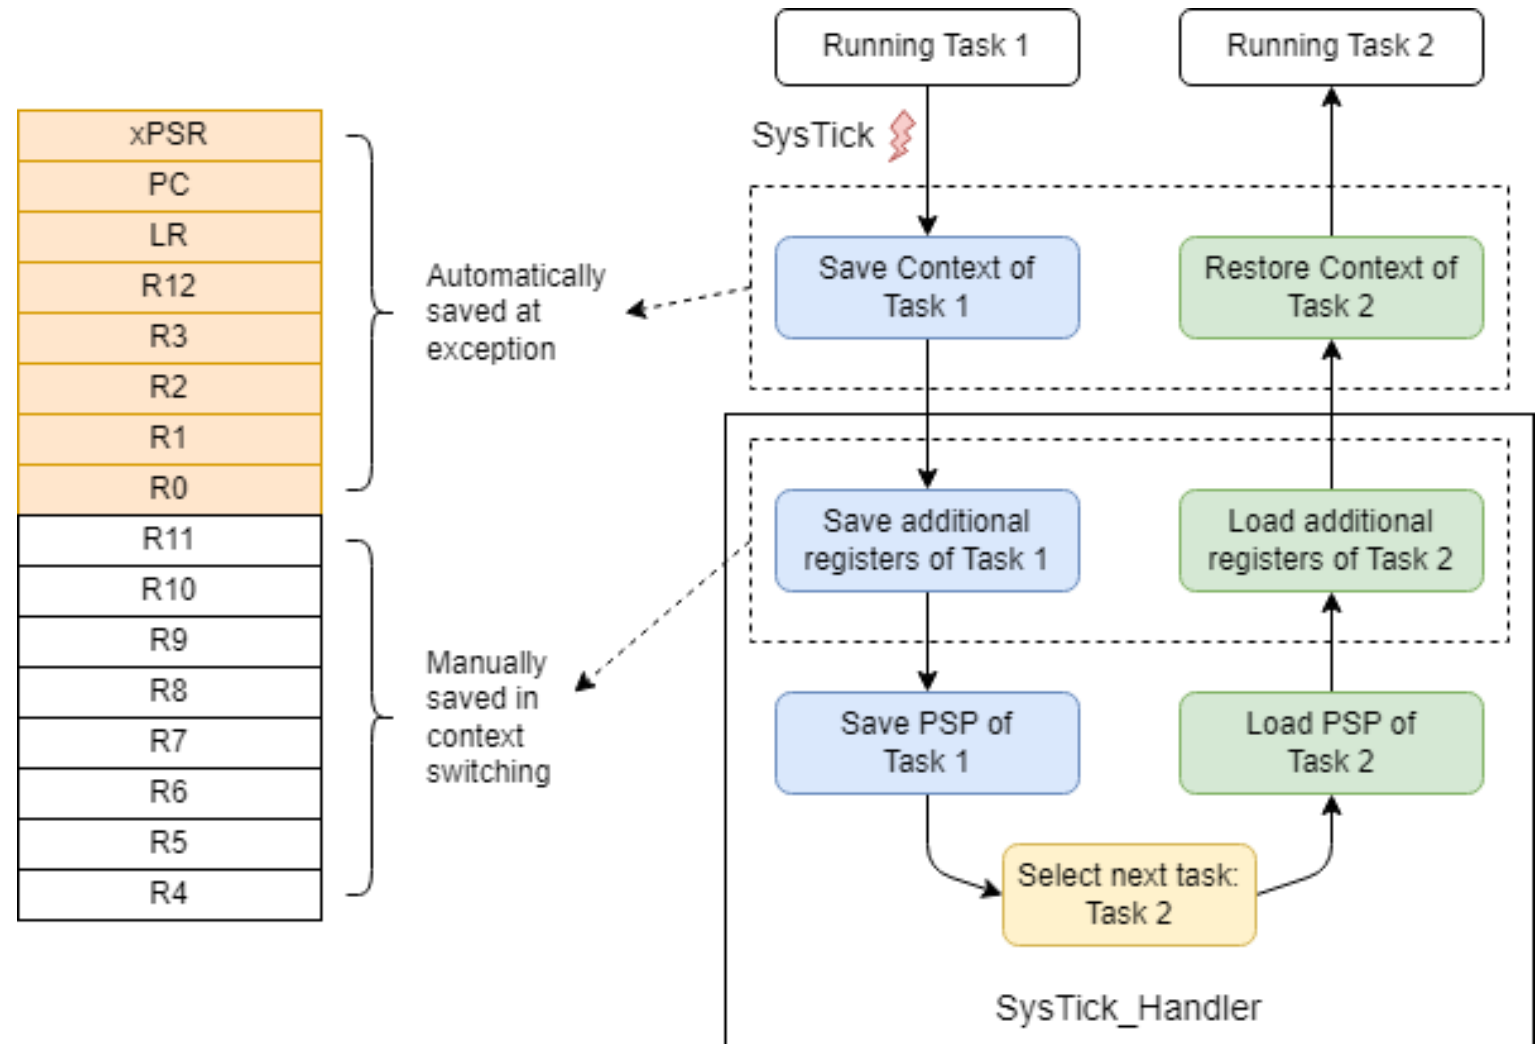 xPSR
PC
LR
R12
R3
R2
R1
R0
R11
R10
R9
R8
R7
R6
R5
R4
Automatically
saved at
exception
Manually
saved in
context
switching
Running Task 1
Running Task 2
SysTick
Save Context of
Task 1
Restore Context of
Task 2
Save additional
registers of Task 1
Load additional
registers of Task 2
Save PSP of
Task 1
Load PSP of
Task 2
Select next task:
Task 2
SysTick_Handler